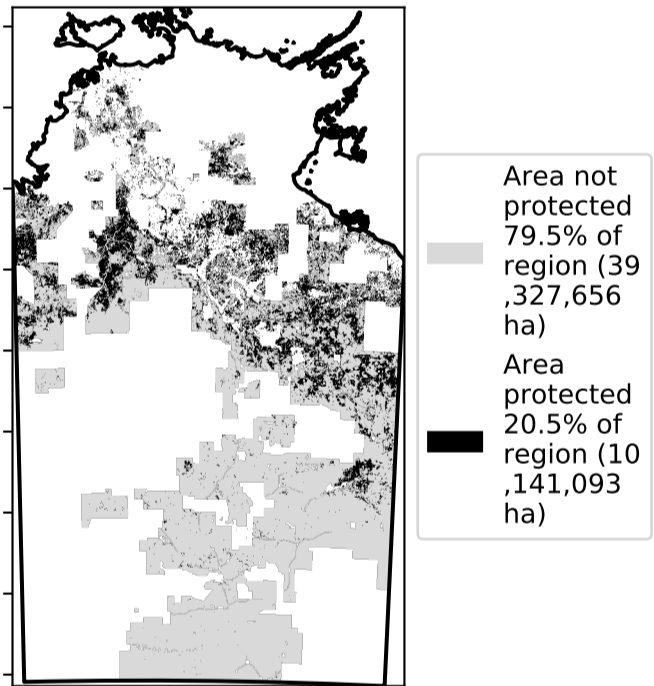 Area not
protected
79.5% of
region (39
,327,656
ha)
Area
protected
20.5% of
region (10
,141,093
ha)